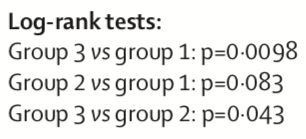 Log-rank tests:
Group 3 vs group 1: p=0·0098
Group 2 vs group 1: p=0·083
Group 3 vs group 2: p=0·043